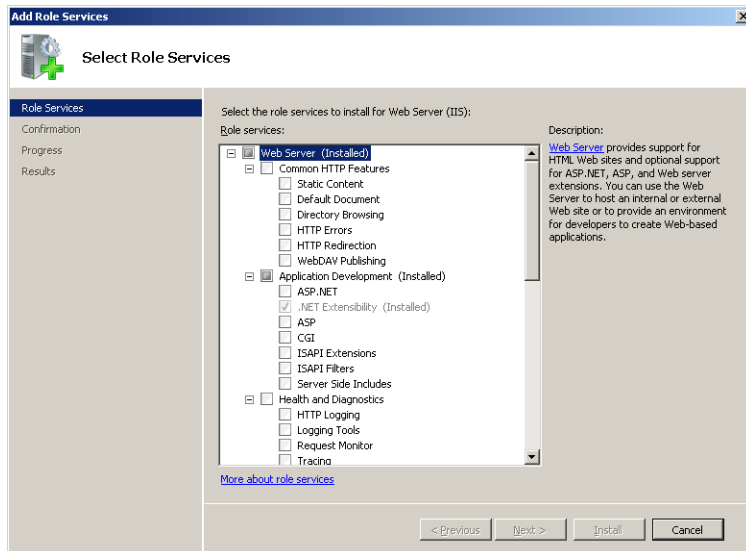 Add Role Services
Select Role Services
Role Services
Confirmation
Progress
Results
Select the role services to install for Web Server (IIS):
Role services:
Web Server (Installed)
Common HTTP Features
Static Content
Default Document
Directory Browsing
HTTP Errors
HTTP Redirection
WebDAV Publishing
Application Development (Installed)
ASP.NET
.NET Extensibility (Installed)
ASP
CGI
ISAPI Extensions
ISAPI Filters
Server Side Includes
Health and Diagnostics
HTTP Logging
Logging Tools
Request Monitor
Tracing
More about role services
Description:
Web Server provides support for
HTML Web sites and optional support
for ASP.NET, ASP, and Web server
extensions. You can use the Web
Server to host an internal or external
Web site or to provide an environment
for developers to create Web-based
applications.
< Previous
Next >
Install
Cancel